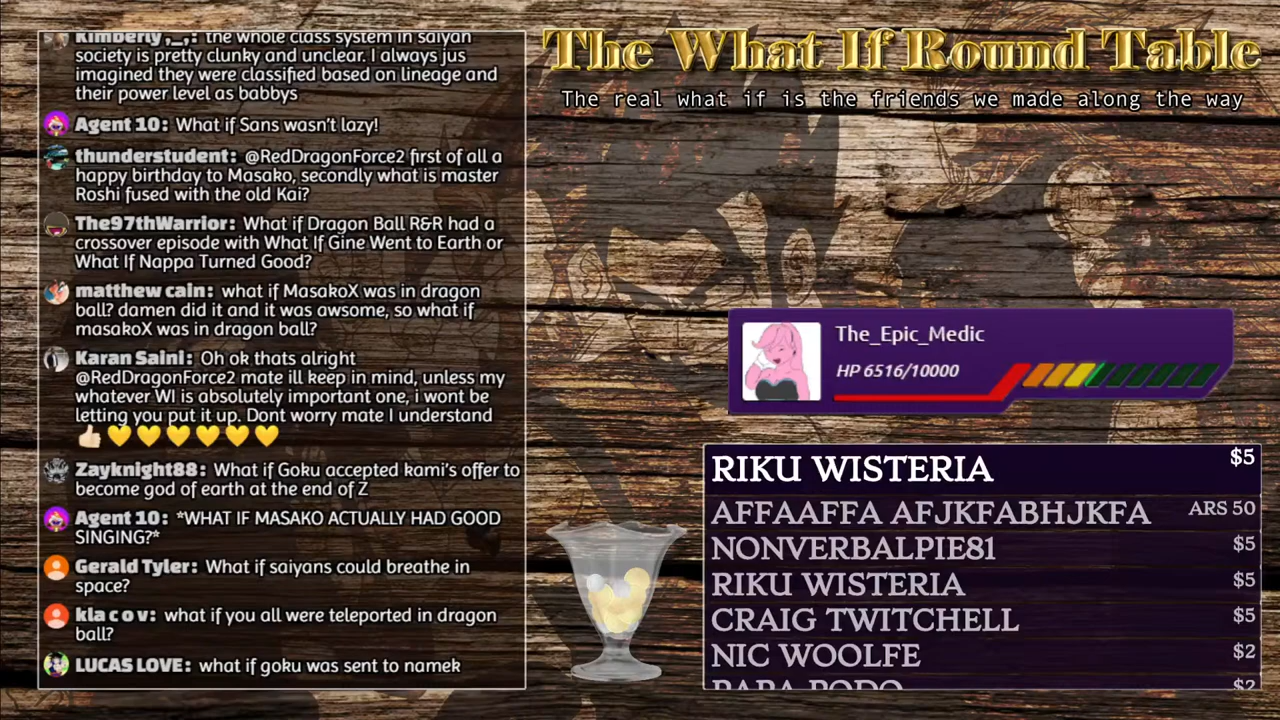 Kimberly ,_,: the whole class system in saiyan
society is pretty clunky and unclear. I always jus
imagined they were classified based on lineage and
their power level as babbys
Agent 10: What if Sans wasn't lazy!
thunderstudent: @RedDragonForce2 first of all a
happy birthday to Masako, secondly what is master
Roshi fused with the old Kai?
The97thWarrior: What if Dragon Ball R&R had a
crossover episode with What If Gine Went to Earth or
What If Nappa Turned Good?
matthew cain: what if MasakoX was in dragon
ball? damen did it and it was awsome, so what if
masakoX was in dragon ball?
Karan Saini: Oh ok thats alright
@RedDragonForce2 mate ill keep in mind, unless my
whatever WI is absolutely important one, i wont be
letting you put it up. Dont worry mate I understand
Zayknight88: What if Goku accepted kami's offer to
become god of earth at the end of Z
Agent 10: *WHAT IF MASAKO ACTUALLY HAD GOOD
SINGING?*
Gerald Tyler: What if saiyans could breathe in
space?
kla c o v: what if you all were teleported in dragon
ball?
LUCAS LOVE: what if goku was sent to namek
The What If Round Table
The real what if is the friends we made along the way
The_Epic_Medic
HP 6516/10000
RIKU WISTERIA $5
AFFAAFFA AFJKFABHJKFA ARS 50
NONVERBALPIE81 $5
RIKU WISTERIA $5
CRAIG TWITCHELL $5
NIC WOOLFE $2
PAPA PODO $2